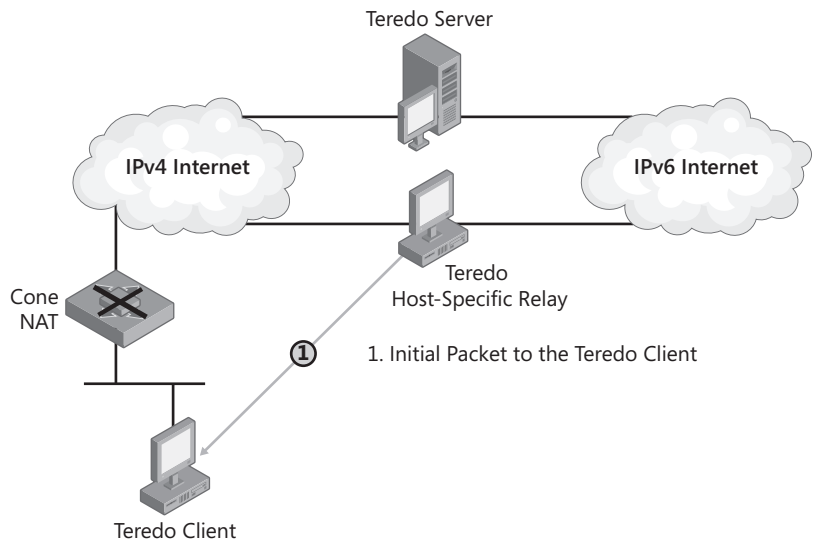 Teredo Server
IPv4 Internet
IPv6 Internet
Teredo
Host-Specific Relay
Cone
NAT
1
1. Initial Packet to the Teredo Client
Teredo Client